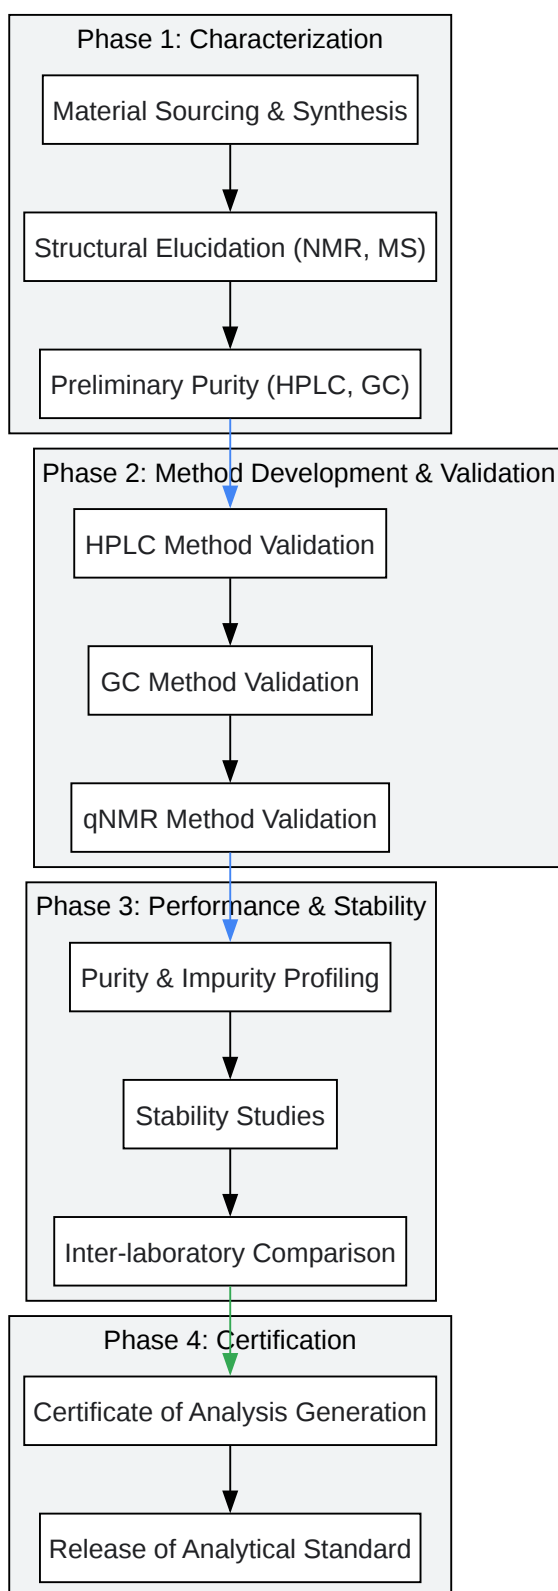 Phase 1: Characterization
Material Sourcing & Synthesis
Structural Elucidation (NMR, MS)
Preliminary Purity (HPLC, GC)
Phase 2: Method Development & Validation
HPLC Method Validation
GC Method Validation
qNMR Method Validation
Phase 3: Performance & Stability
Purity & Impurity Profiling
Stability Studies
Inter-laboratory Comparison
Phase 4: Certification
Certificate of Analysis Generation
Release of Analytical Standard